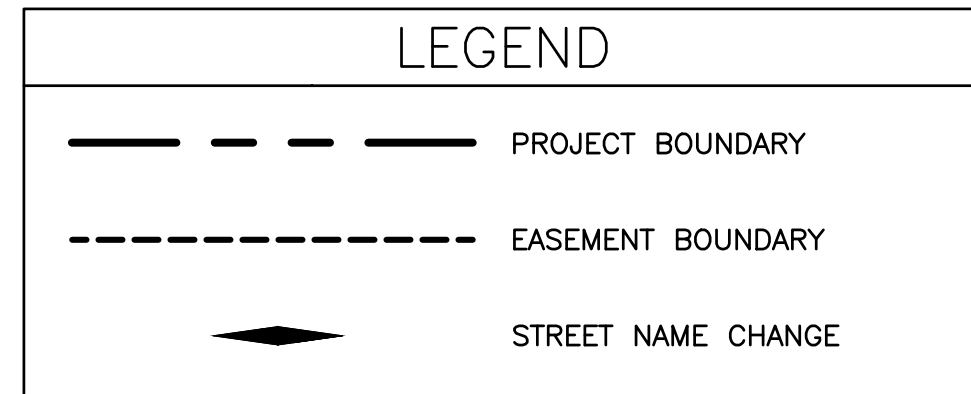 LEGEND
PROJECT BOUNDARY
EASEMENT BOUNDARY
STREET NAME CHANGE